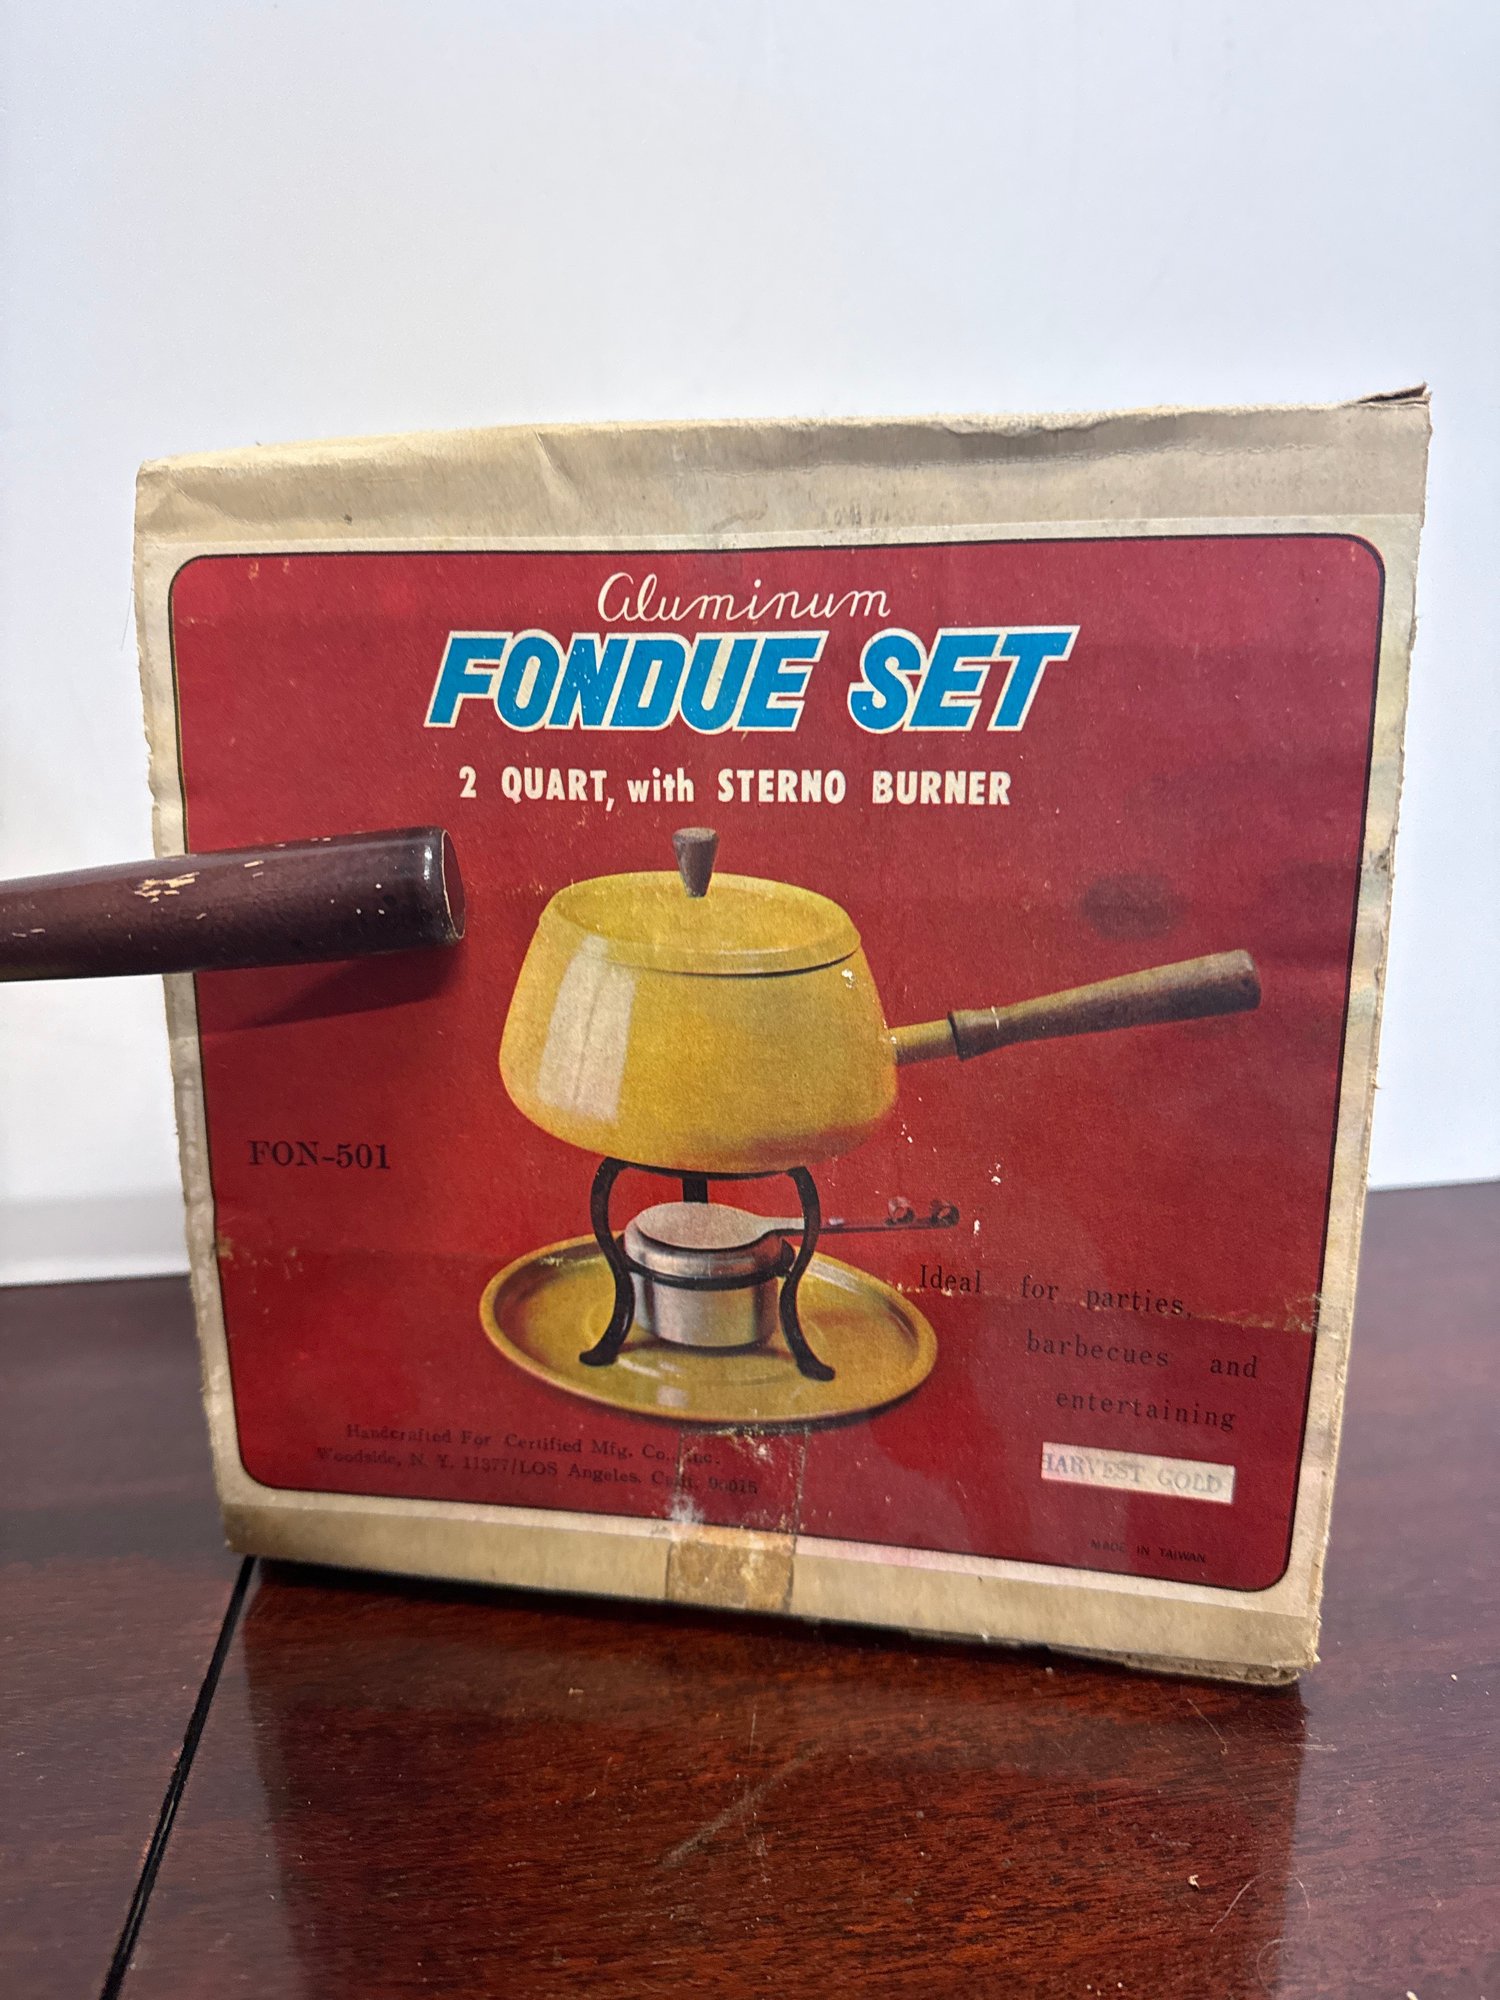 Aluminum
FONDUE SET
2 QUART, with STERNO BURNER
FON-501
Ideal for parties,
barbecues and
entertaining
Handcrafted For Certified Mfg. Co., Inc.
Woodside, N. Y. 11377/LOS Angeles, Calif. 90015
HARVEST GOLD
MADE IN TAIWAN